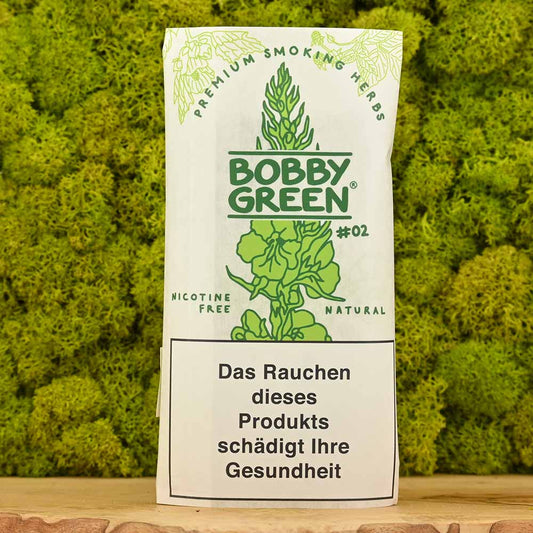 PREMIUM SMOKING HERBS
BOBBY
GREEN®
#02
NICOTINE
FREE
NATURAL
Das Rauchen
dieses
Produkts
schädigt Ihre
Gesundheit